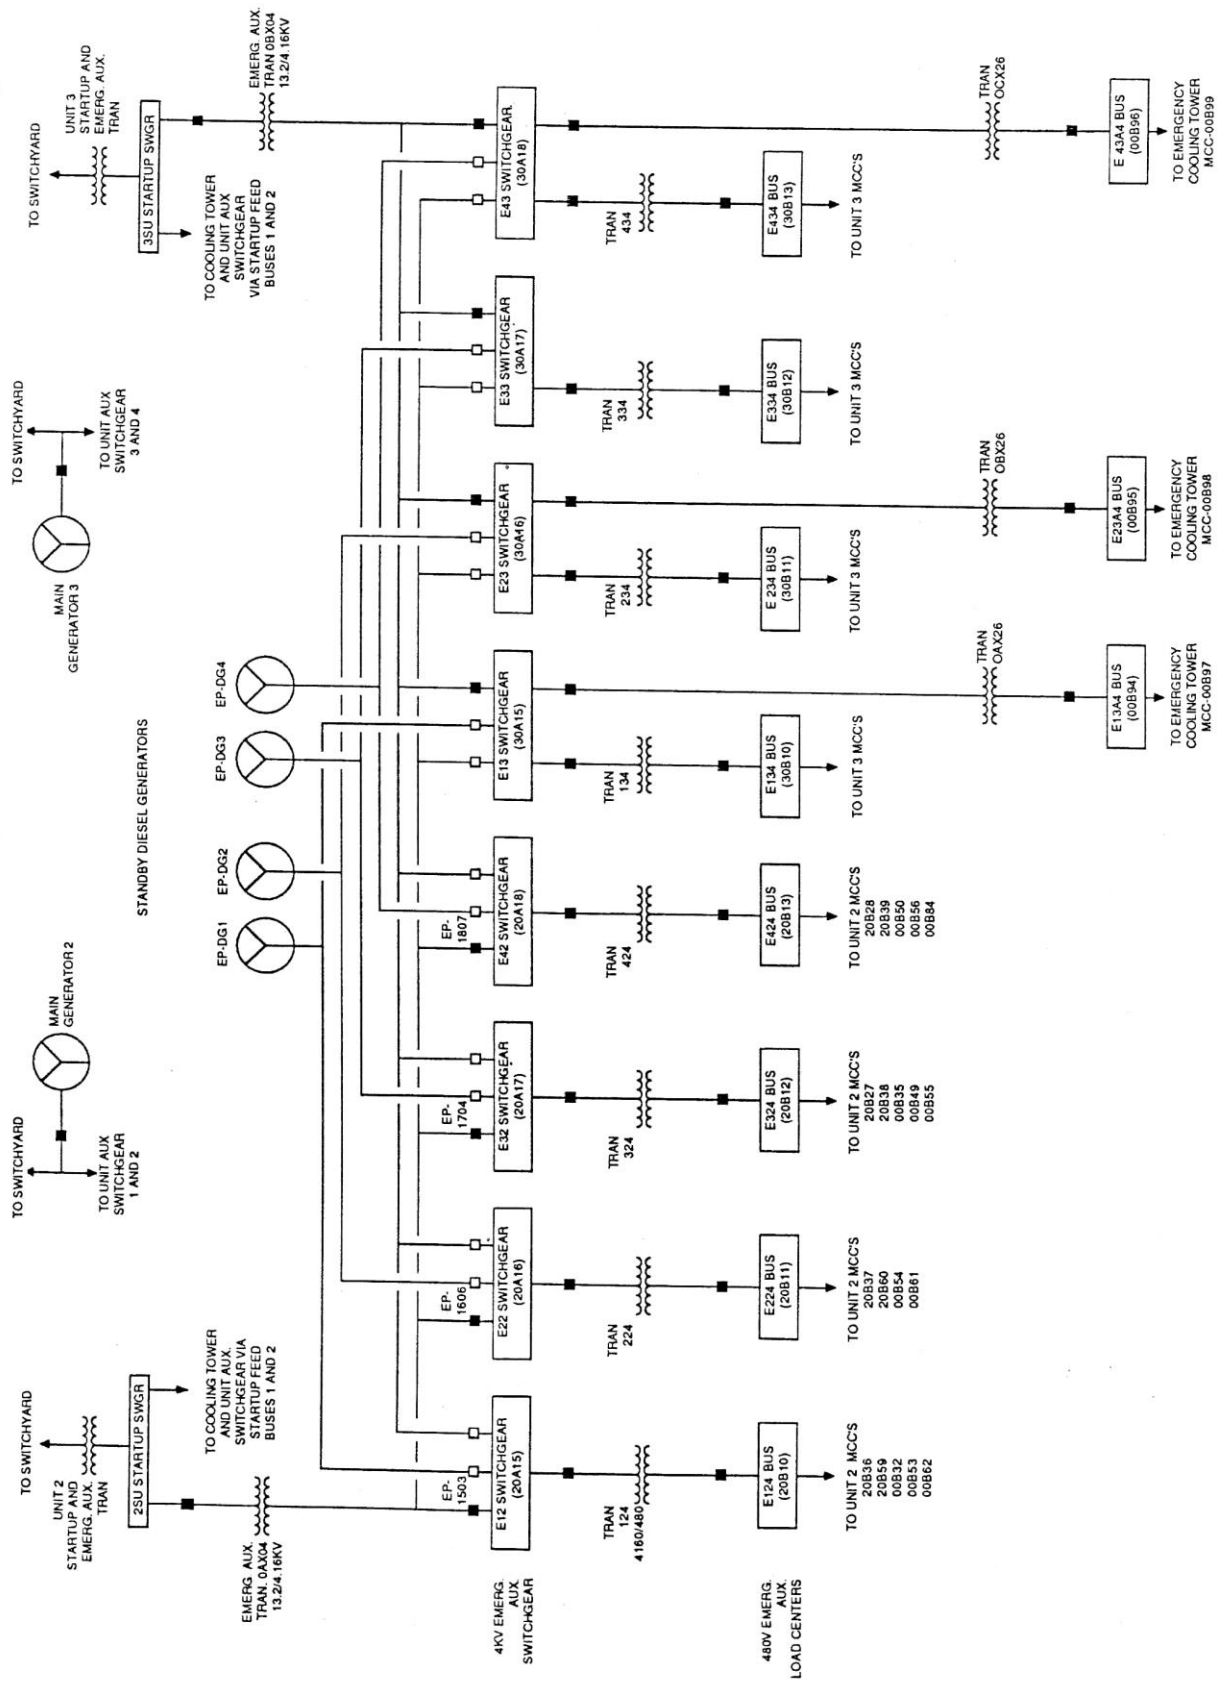 TO SWITCHYARD
UNIT 2
STARTUP AND
EMERG. AUX.
TRAN
2SU STARTUP SWGR
TO COOLING TOWER
AND UNIT AUX.
SWITCHGEAR VIA
STARTUP FEED
BUSES 1 AND 2
EMERG. AUX.
TRAN. 0AX04
13.2/4.16KV
TO SWITCHYARD
MAIN
GENERATOR 2
TO UNIT AUX
SWITCHGEAR
1 AND 2
STANDBY DIESEL GENERATORS
EP-DG1
EP-DG2
EP-DG3
EP-DG4
TO SWITCHYARD
MAIN
GENERATOR 3
TO UNIT AUX
SWITCHGEAR
3 AND 4
TO SWITCHYARD
UNIT 3
STARTUP AND
EMERG. AUX.
TRAN
3SU STARTUP SWGR
TO COOLING TOWER
AND UNIT AUX
SWITCHGEAR
VIA STARTUP FEED
BUSES 1 AND 2
EMERG. AUX.
TRAN 0BX04
13.2/4.16KV
4KV EMERG.
AUX
SWITCHGEAR
EP-
1503
E12 SWITCHGEAR
(20A15)
EP-
1606
E22 SWITCHGEAR
(20A16)
EP-
1704
E32 SWITCHGEAR
(20A17)
EP-
1807
E42 SWITCHGEAR
(20A18)
E13 SWITCHGEAR
(30A15)
E23 SWITCHGEAR
(30A46)
E33 SWITCHGEAR
(30A17)
E43 SWITCHGEAR
(30A18)
TRAN
124
4160/480
TRAN
224
TRAN
324
TRAN
424
TRAN
134
TRAN
234
TRAN
334
TRAN
434
480V EMERG.
AUX.
LOAD CENTERS
E124 BUS
(20B10)
E224 BUS
(20B11)
E324 BUS
(20B12)
E424 BUS
(20B13)
E134 BUS
(30B10)
E 234 BUS
(30B11)
E334 BUS
(30B12)
E434 BUS
(30B13)
TO UNIT 2 MCC'S
20B36
20B59
00B32
00B53
00B62
TO UNIT 2 MCC'S
20B37
20B60
00B54
00B61
TO UNIT 2 MCC'S
20B27
20B38
00B35
00B49
00B55
TO UNIT 2 MCC'S
20B28
20B39
00B50
00B56
00B84
TO UNIT 3 MCC'S
TO UNIT 3 MCC'S
TO UNIT 3 MCC'S
TO UNIT 3 MCC'S
TRAN
OAX26
TRAN
OBX26
TRAN
OCX26
E13A4 BUS
(00B94)
E23A4 BUS
(00B95)
E 43A4 BUS
(00B96)
TO EMERGENCY
COOLING TOWER
MCC-00B97
TO EMERGENCY
COOLING TOWER
MCC-00B98
TO EMERGENCY
COOLING TOWER
MCC-00B99